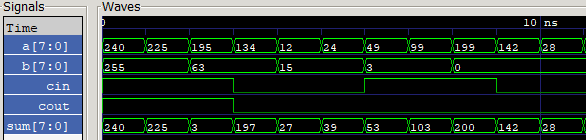 Signals Waves
Time 0 10 ns
a[7:0] 240 225 195 134 12 24 49 99 199 142 28
b[7:0] 255 63 15 3 0
cin
cout
sum[7:0] 240 225 3 197 27 39 53 103 200 142 28